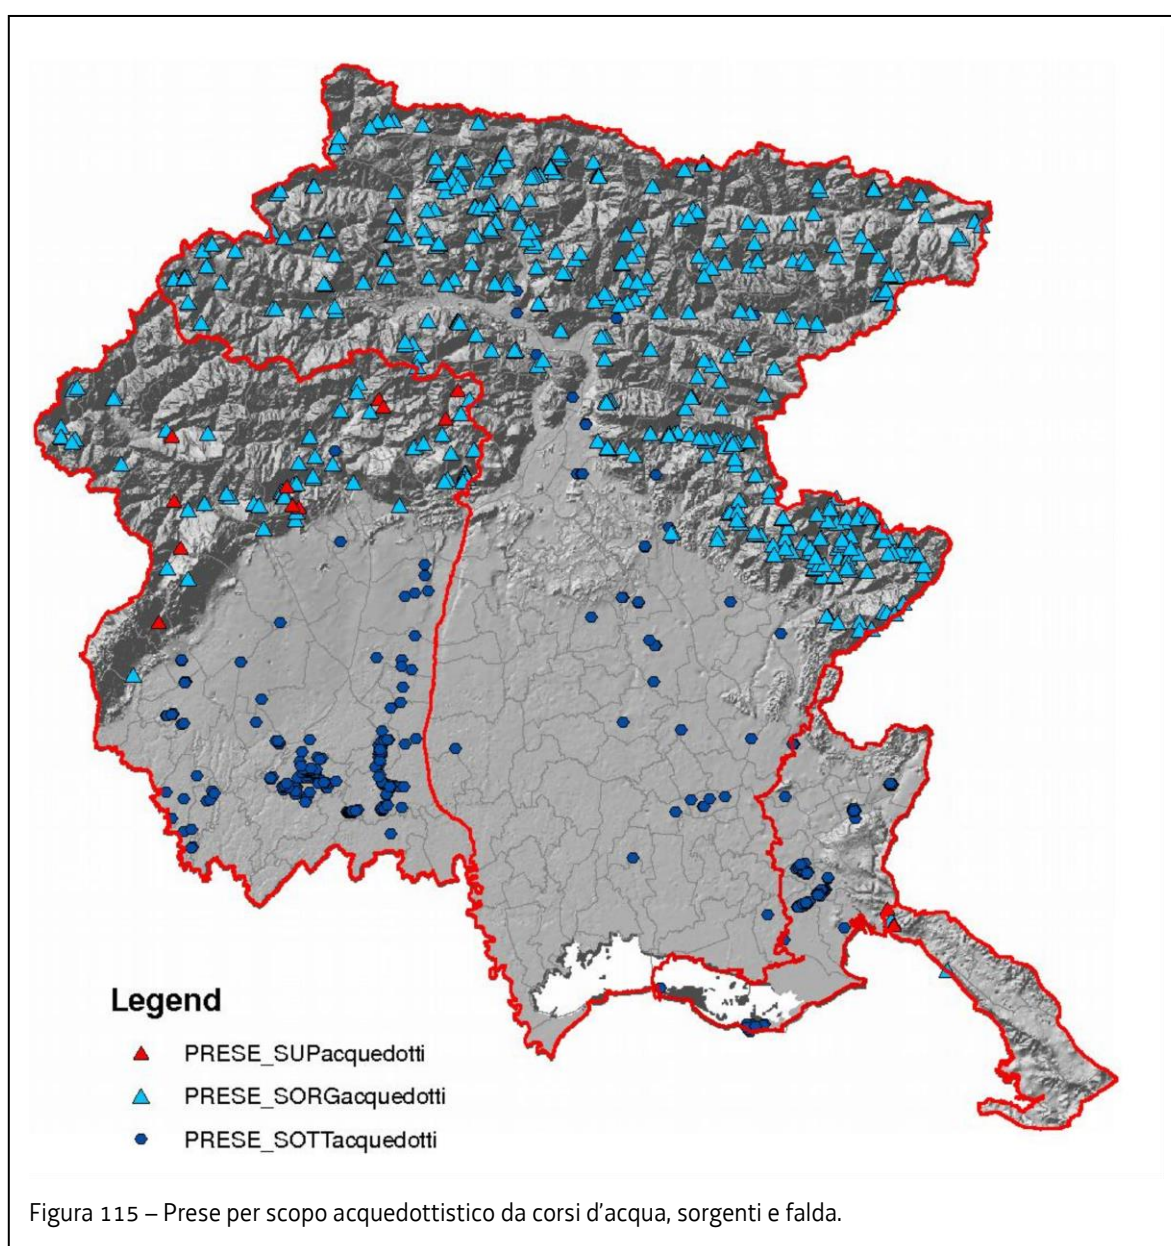 Legend
PRESE_SUPacquedotti
PRESE_SORGacquedotti
PRESE_SOTTacquedotti
Figura 115 – Prese per scopo acquedottistico da corsi d'acqua, sorgenti e falda.